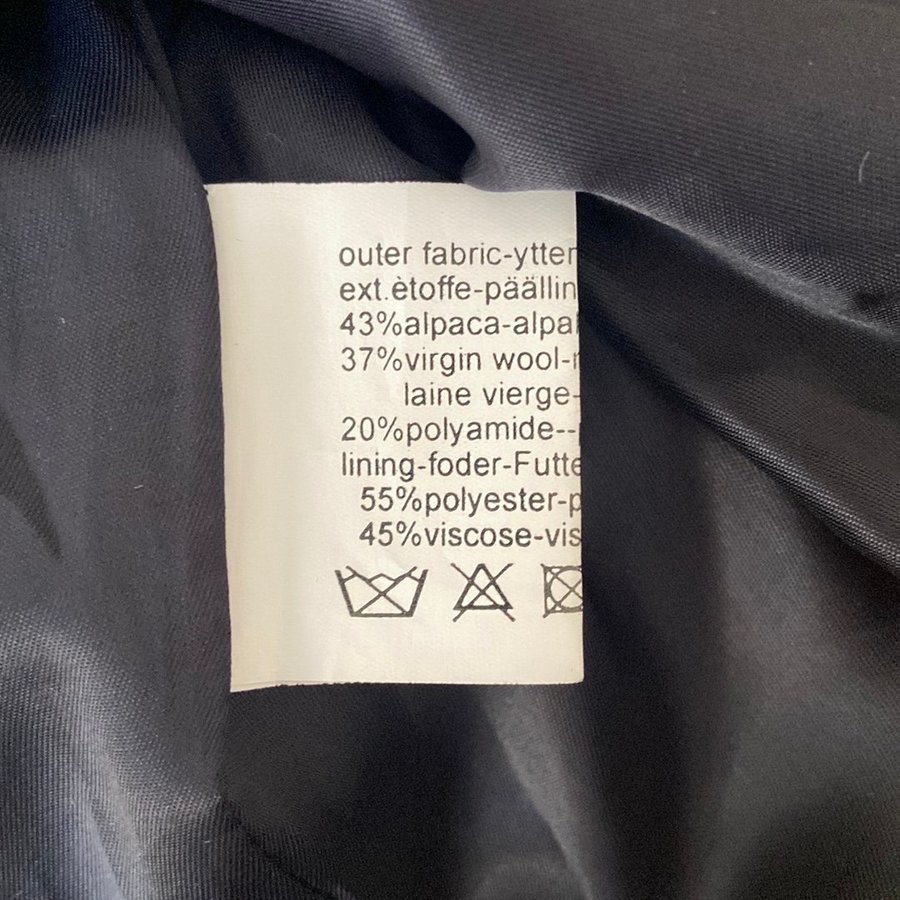 outer fabric-ytter
ext.ètoffe-päällin
43%alpaca-alpa
37%virgin wool-
laine vierge-
20%polyamide--
lining-foder-Futte
55%polyester-p
45%viscose-vis